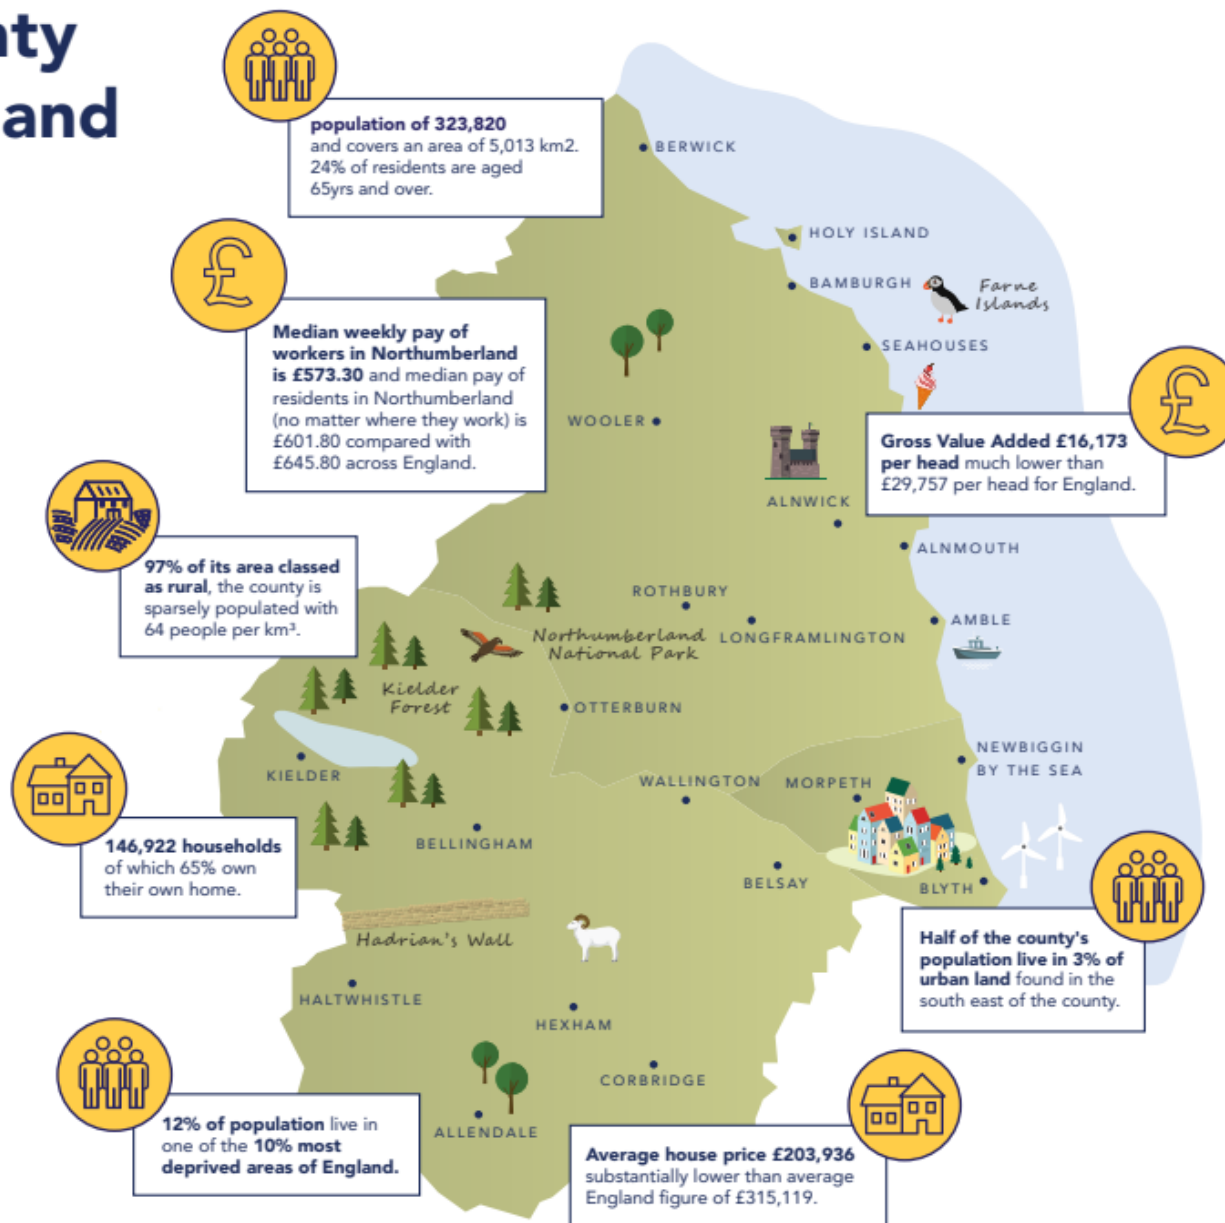 nty
and
population of 323,820
and covers an area of 5,013 km2.
24% of residents are aged
65yrs and over.
BERWICK
HOLY ISLAND
BAMBURGH
Farne
Islands
SEAHOUSES
£
Median weekly pay of
workers in Northumberland
is £573.30 and median pay of
residents in Northumberland
(no matter where they work) is
£601.80 compared with
£645.80 across England.
WOOLER
£
Gross Value Added £16,173
per head much lower than
£29,757 per head for England.
ALNWICK
ALNMOUTH
97% of its area classed
as rural, the county is
sparsely populated with
64 people per km³.
ROTHBURY
LONGFRAMLINGTON
AMBLE
Northumberland
National Park
Kielder
Forest
OTTERBURN
KIELDER
NEWBIGGIN
BY THE SEA
WALLINGTON
MORPETH
146,922 households
of which 65% own
their own home.
BELLINGHAM
BELSAY
BLYTH
Hadrian's Wall
Half of the county's
population live in 3% of
urban land found in the
south east of the county.
HALTWHISTLE
HEXHAM
CORBRIDGE
ALLENDALE
12% of population live in
one of the 10% most
deprived areas of England.
Average house price £203,936
substantially lower than average
England figure of £315,119.